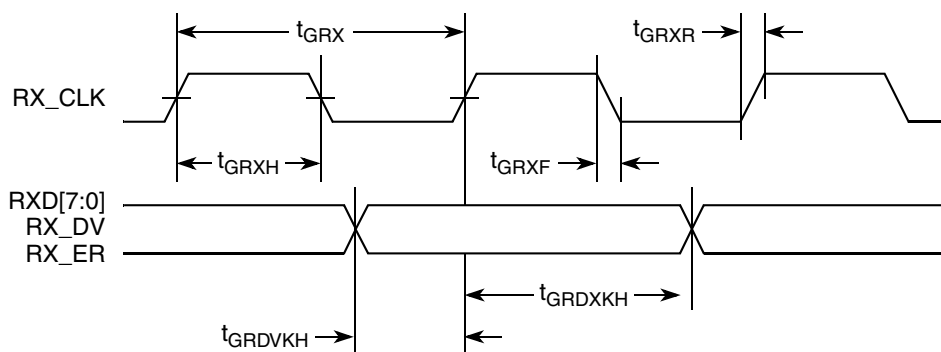 tGRX
tGRXR
RX_CLK
tGRXH
tGRXF
RXD[7:0]
RX_DV
RX_ER
tGRDXKH
tGRDVKH